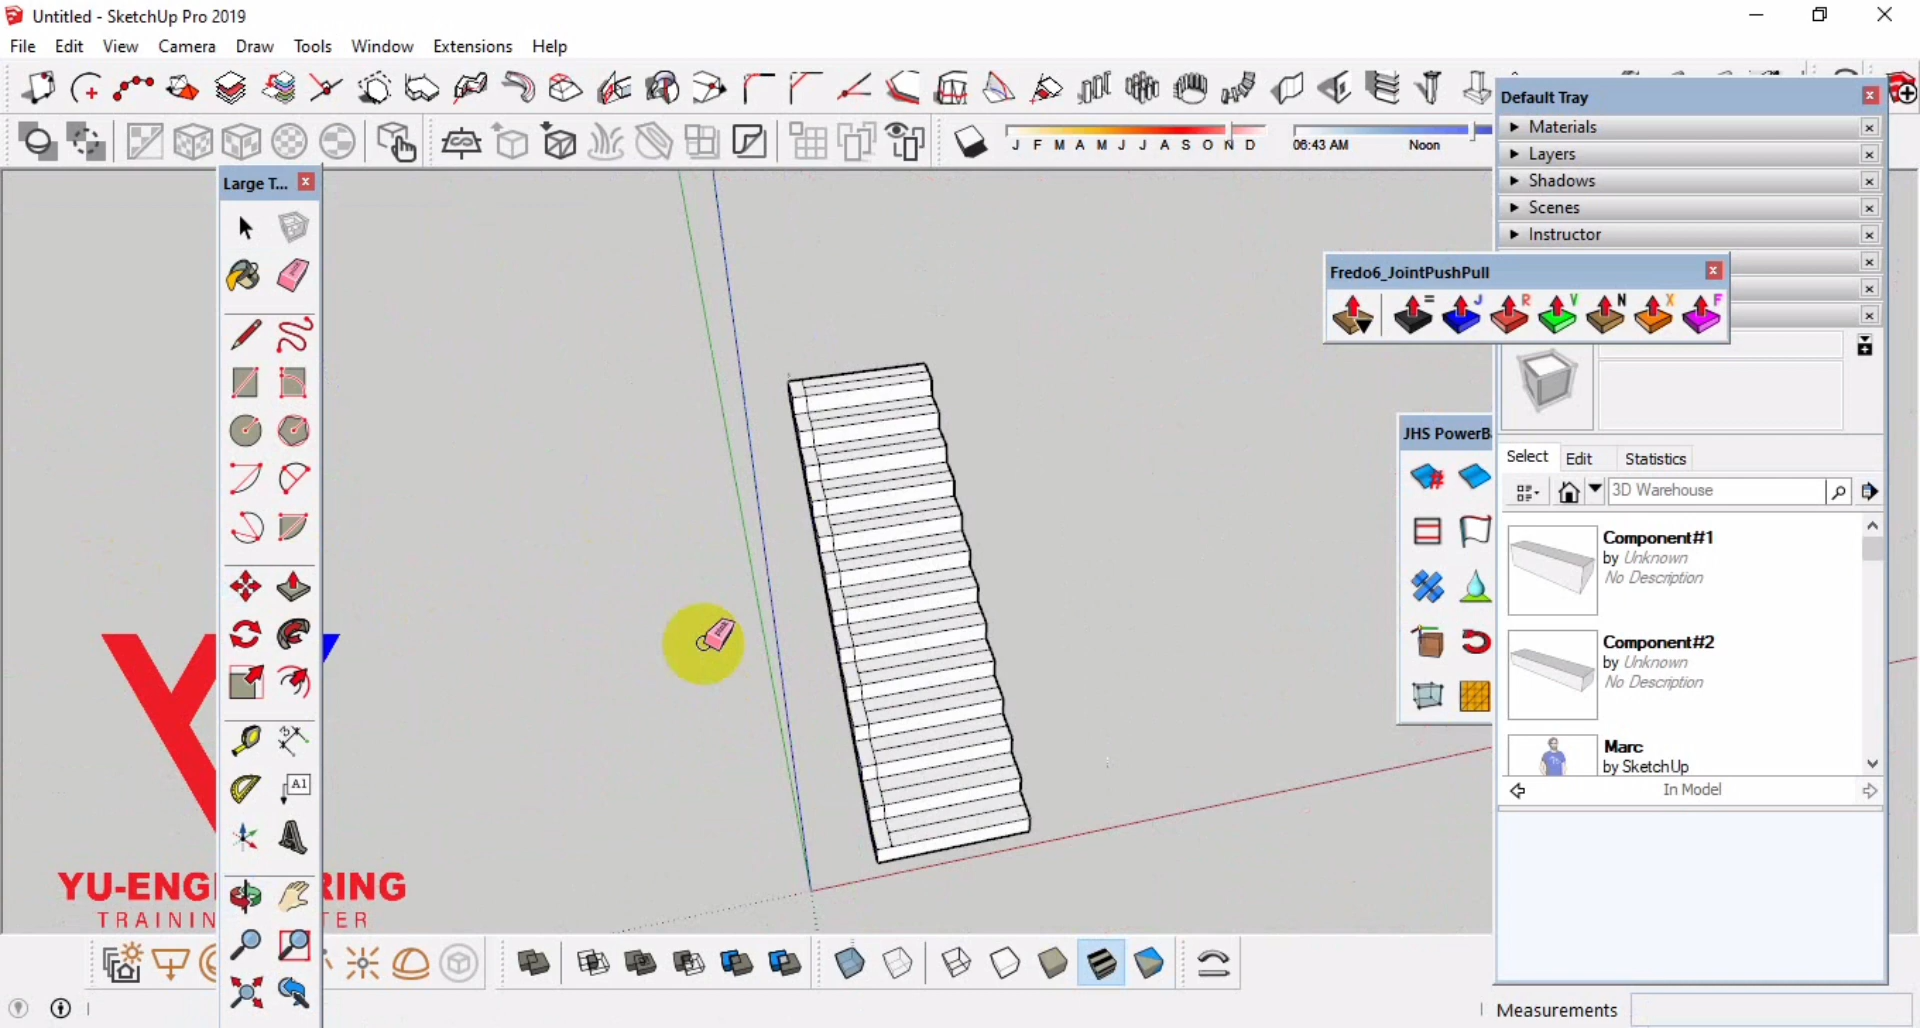 Untitled - SketchUp Pro 2019
File Edit View Camera Draw Tools Window Extensions Help
J F M A M J J A S O N D
06:43 AM Noon
Default Tray
Materials
Layers
Shadows
Scenes
Instructor
Large T...
Fredo6_JointPushPull
= J R V N X F
JHS PowerB
Select Edit Statistics
3D Warehouse
Component#1
by Unknown
No Description
Component#2
by Unknown
No Description
Marc
by SketchUp
In Model
A1
YU-ENGI RING
TRAININ TER
Measurements